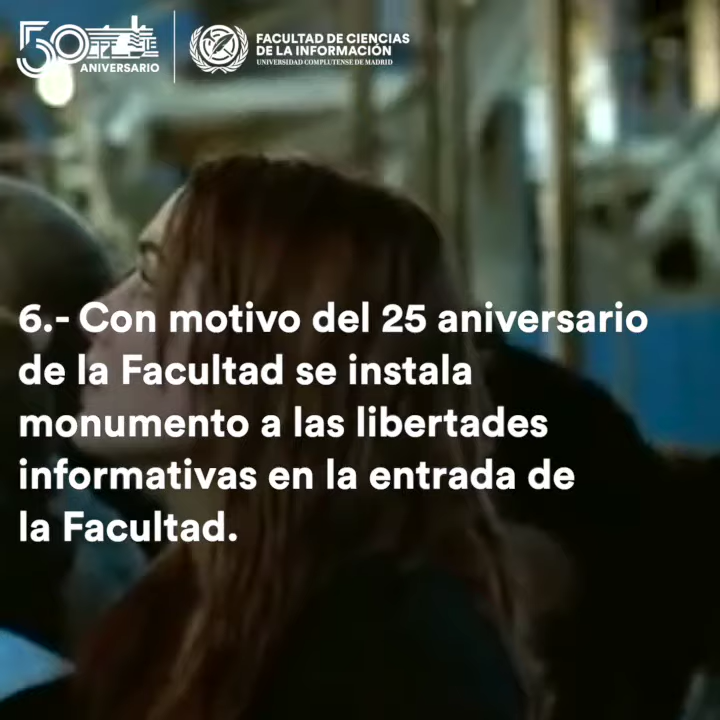 50
ANIVERSARIO
FACULTAD DE CIENCIAS
DE LA INFORMACIÓN
UNIVERSIDAD COMPLUTENSE DE MADRID
6.- Con motivo del 25 aniversario
de la Facultad se instala
monumento a las libertades
informativas en la entrada de
la Facultad.